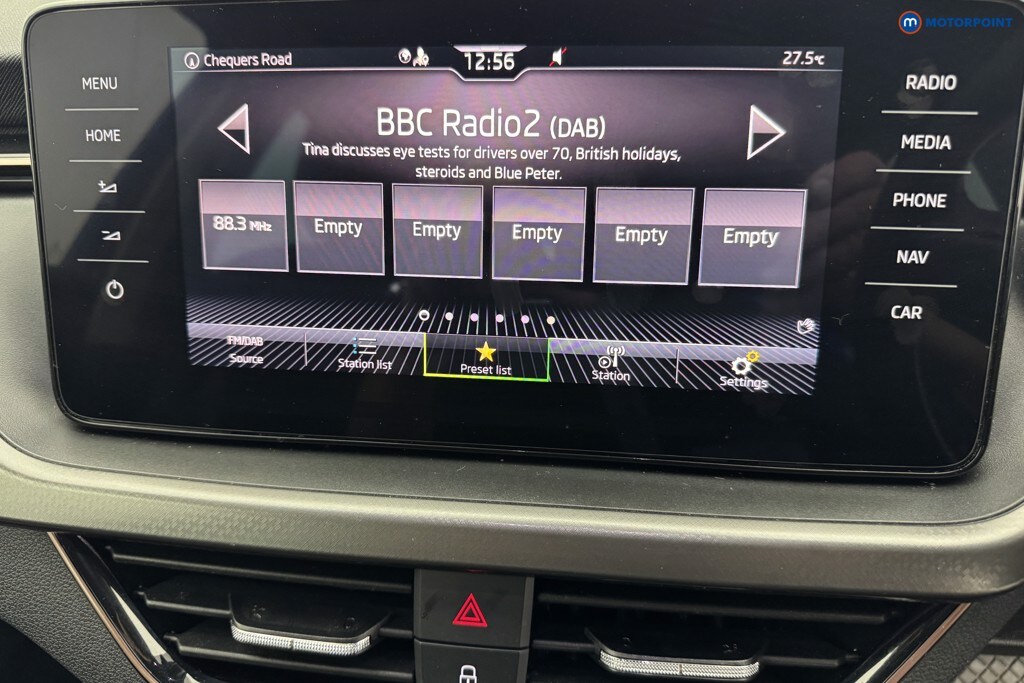 MOTORPOINT
Chequers Road
12:56
27.5°C
MENU
HOME
RADIO
MEDIA
PHONE
NAV
CAR
BBC Radio2 (DAB)
Tina discusses eye tests for drivers over 70, British holidays,
steroids and Blue Peter.
88.3 MHz Empty Empty Empty Empty Empty
FM/DAB
Source
Station list
Preset list
Station
Settings